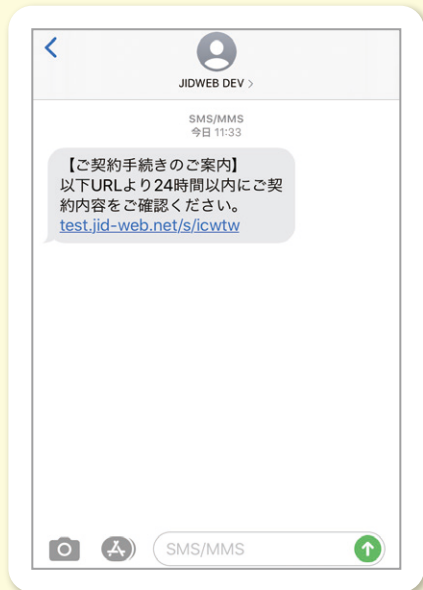 JIDWEB DEV >
SMS/MMS
今日 11:33
【ご契約手続きのご案内】
以下URLより24時間以内にご契
約内容をご確認ください。
test.jid-web.net/s/icwtw
SMS/MMS